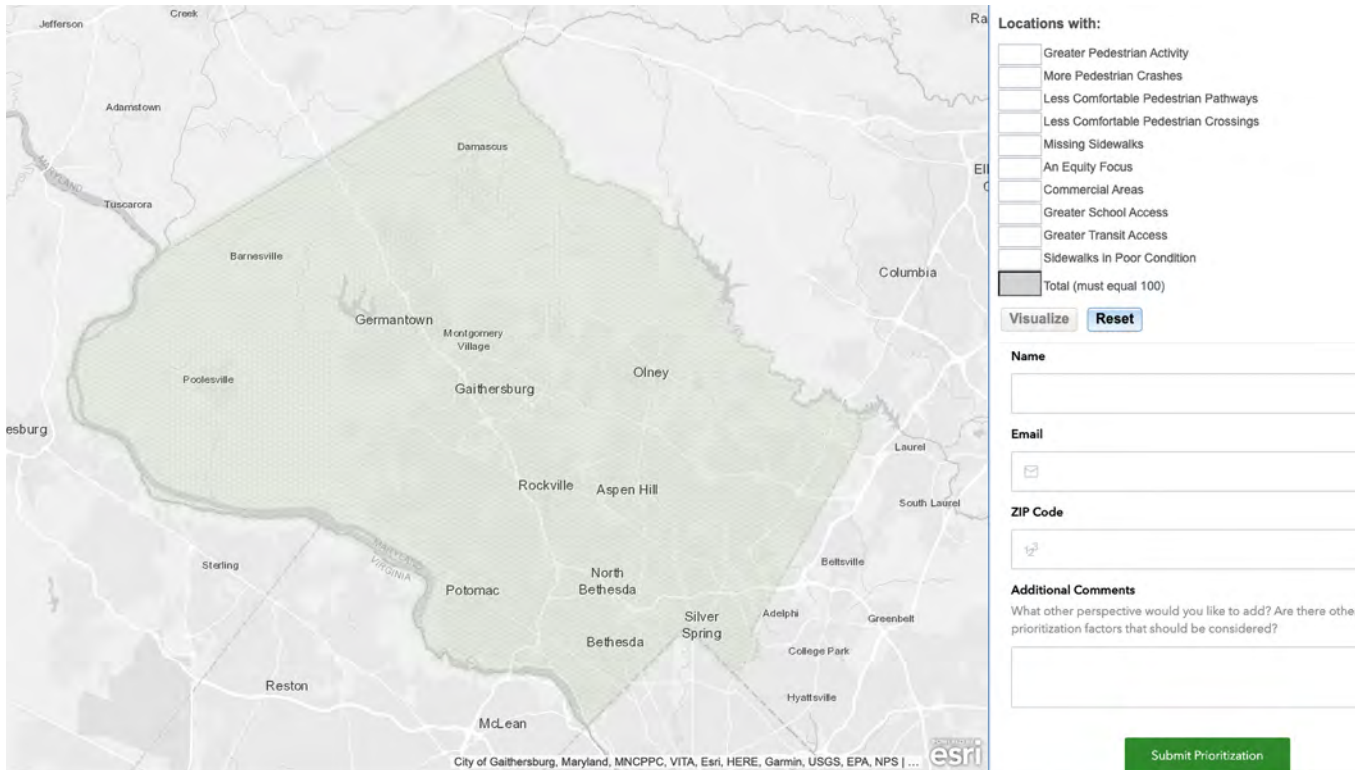 Jefferson
Creek
Ra
Adamstown
MARYLAND
Damascus
Tuscarora
Barnesville
Columbia
Germantown
Montgomery
Village
Poolesville
Gaithersburg
Olney
esburg
Laurel
Rockville
Aspen Hill
South Laurel
MARYLAND
VIRGINIA
Sterling
Beltsville
North
Bethesda
Potomac
Silver
Spring
Adelphi
Greenbelt
Bethesda
College Park
Reston
Hyattsville
McLean
City of Gaithersburg, Maryland, MNCPPC, VITA, Esri, HERE, Garmin, USGS, EPA, NPS | ...
esri
Locations with:
Greater Pedestrian Activity
More Pedestrian Crashes
Less Comfortable Pedestrian Pathways
Less Comfortable Pedestrian Crossings
Missing Sidewalks
An Equity Focus
Commercial Areas
Greater School Access
Greater Transit Access
Sidewalks in Poor Condition
Total (must equal 100)
Visualize Reset
Name
Email
ZIP Code
Additional Comments
What other perspective would you like to add? Are there othe
prioritization factors that should be considered?
Submit Prioritization